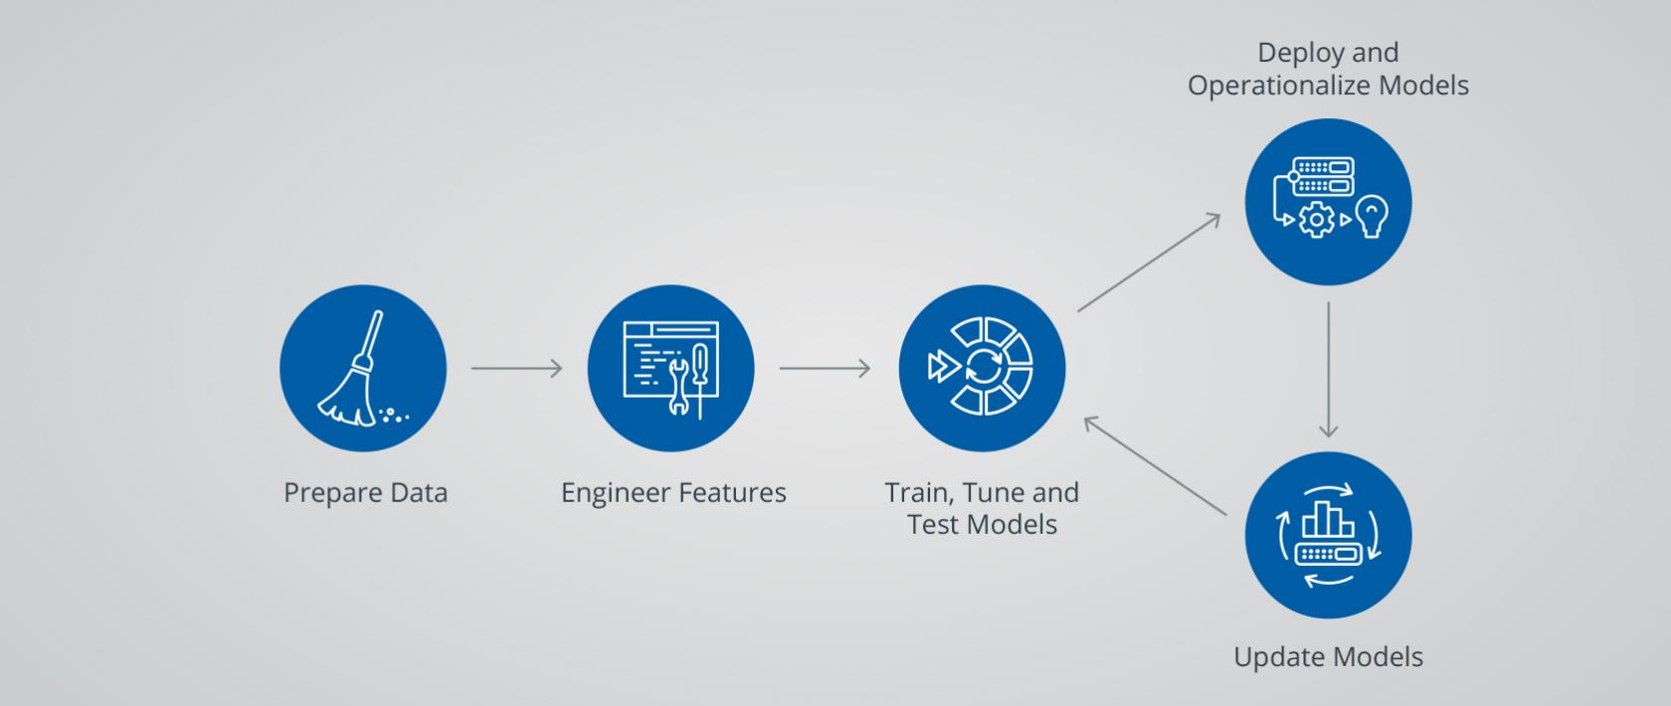 Prepare Data
Engineer Features
Train, Tune and
Test Models
Deploy and
Operationalize Models
Update Models